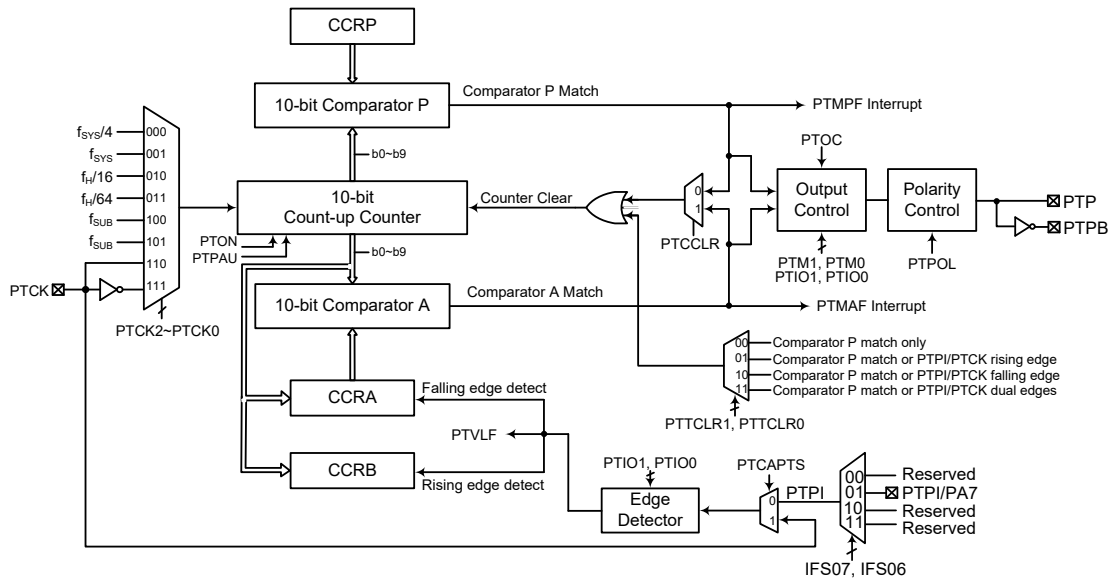 CCRP
10-bit Comparator P
Comparator P Match
PTMPF Interrupt
b0~b9
fSYS/4
fSYS
fH/16
fH/64
fSUB
fSUB
000
001
010
011
100
101
110
111
PTCK
PTCK2~PTCK0
10-bit
Count-up Counter
PTON
PTPAU
b0~b9
Counter Clear
0
1
PTCCLR
PTOC
Output
Control
PTM1, PTM0
PTIO1, PTIO0
Polarity
Control
PTPOL
PTP
PTPB
10-bit Comparator A
Comparator A Match
PTMAF Interrupt
00
01
10
11
Comparator P match only
Comparator P match or PTPI/PTCK rising edge
Comparator P match or PTPI/PTCK falling edge
Comparator P match or PTPI/PTCK dual edges
PTTCLR1, PTTCLR0
CCRA
Falling edge detect
PTVLF
CCRB
Rising edge detect
PTIO1, PTIO0
Edge
Detector
PTCAPTS
0
1
PTPI
00
01
10
11
Reserved
PTPI/PA7
Reserved
Reserved
IFS07, IFS06